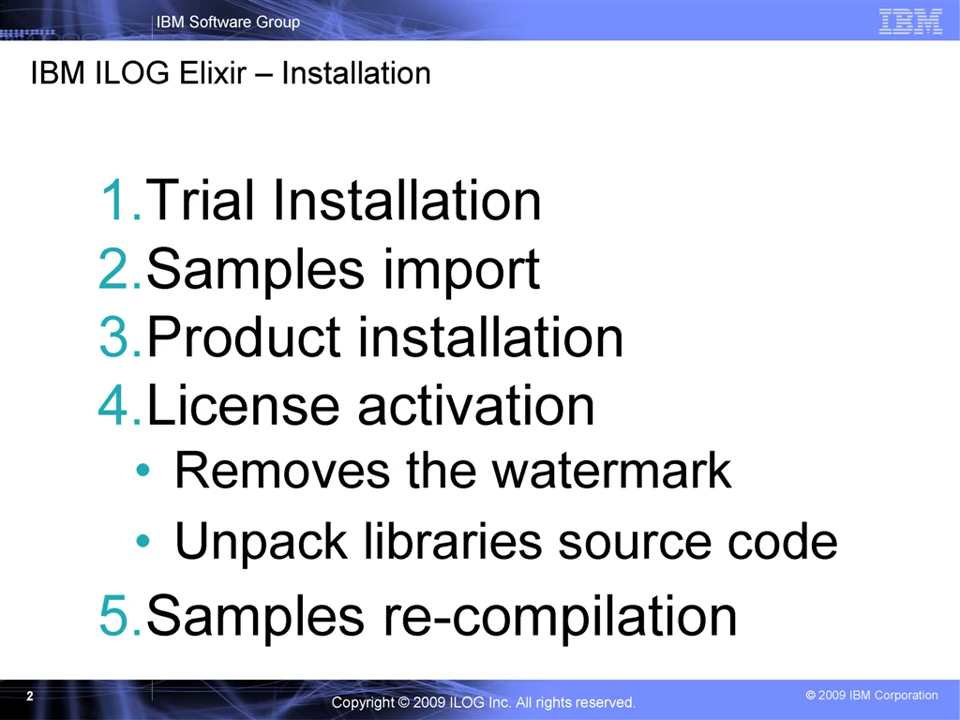 IBM Software Group
IBM
IBM ILOG Elixir – Installation
1.Trial Installation
2.Samples import
3.Product installation
4.License activation
• Removes the watermark
• Unpack libraries source code
5.Samples re-compilation
2
Copyright © 2009 ILOG Inc. All rights reserved.
© 2009 IBM Corporation